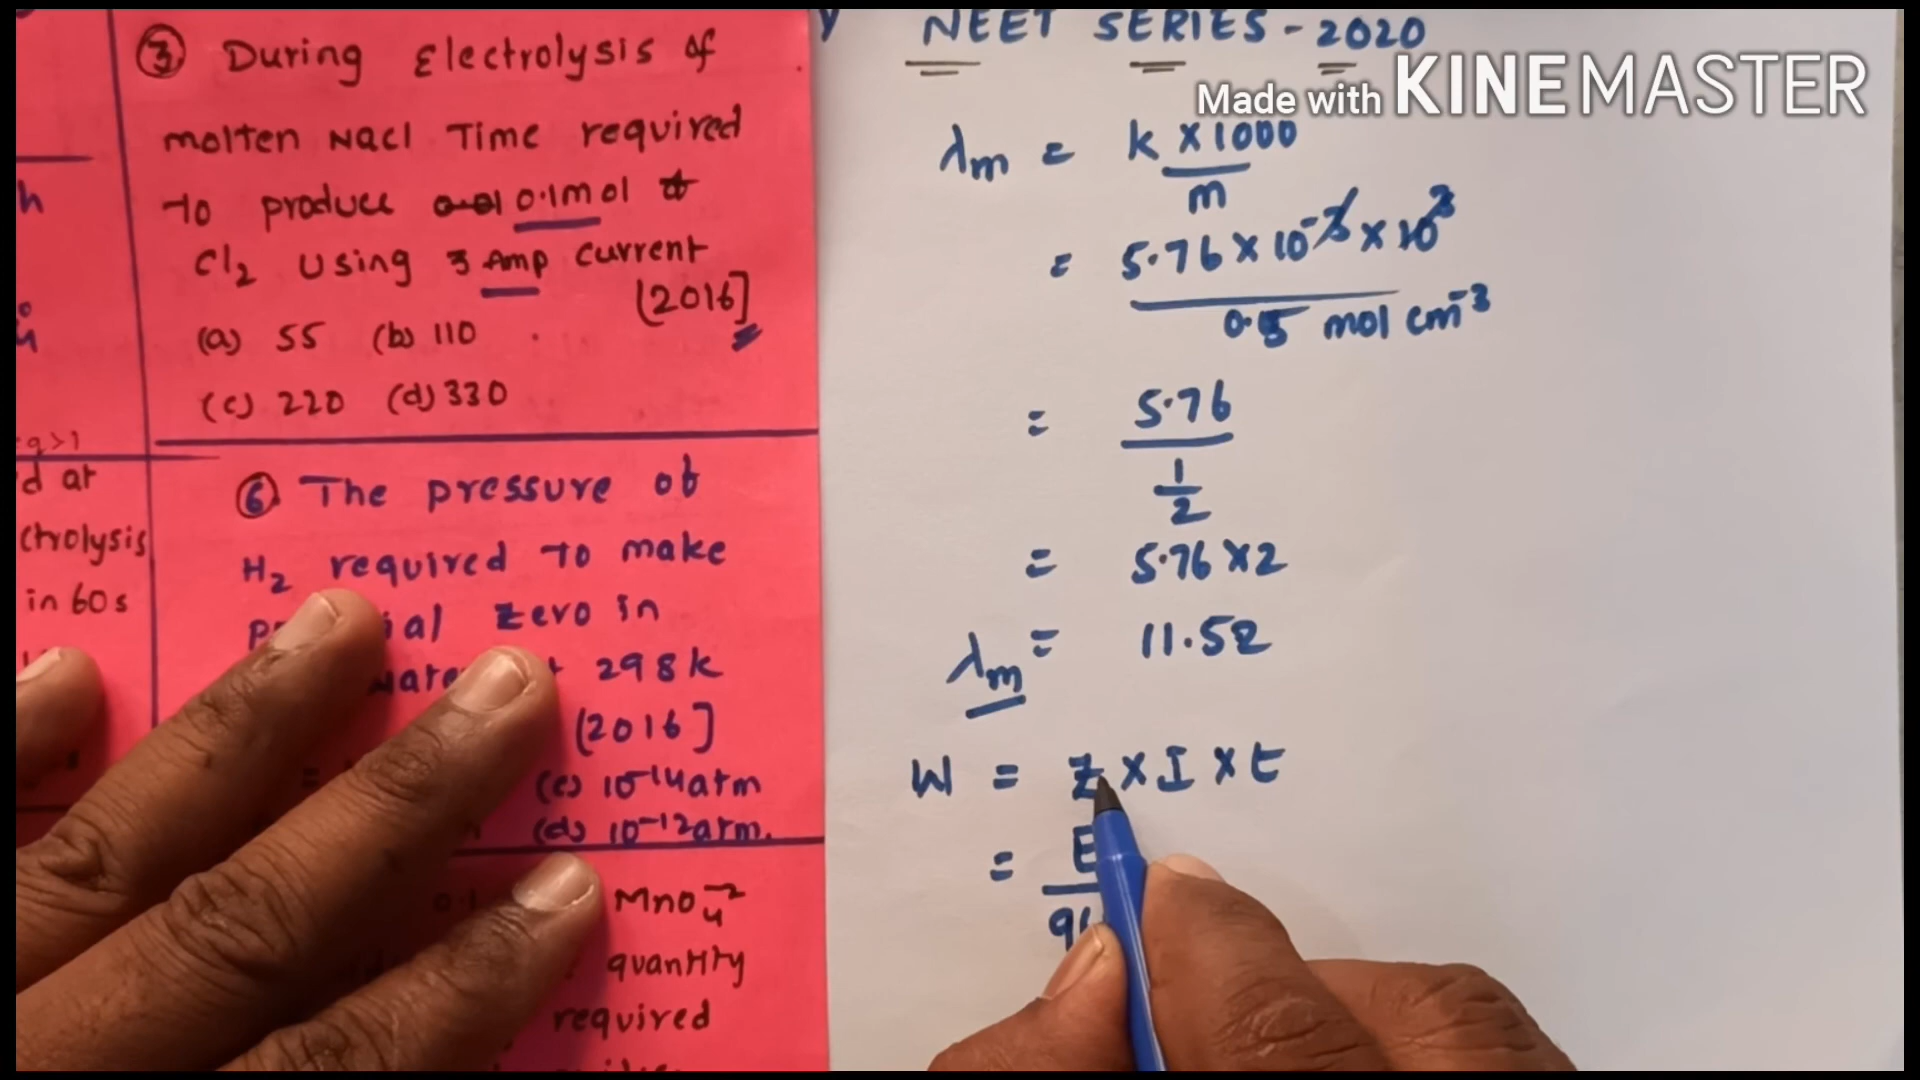 h
q>1
d at
ctrolysis
in 60s
③ During Electrolysis of
molten Nacl Time required
to produce 0.1mol
Cl₂ Using 3 Amp current
[2016]
(a) 55 (b) 110
(c) 220 (d) 330
⑥ The pressure of
H₂ required to make
ial zero in
298k
(2016]
(c) 10⁻¹⁴atm
(d) 10⁻¹²atm.
MnO₄⁻²
quantity
required
y NEET SERIES - 2020
Made with KINEMASTER
λm = k × 1000
m
= 5.76 × 10⁻³ × 10³
0.5 mol cm⁻³
= 5.76
1
2
= 5.76 × 2
λm = 11.52
W = Z × I × t
= E